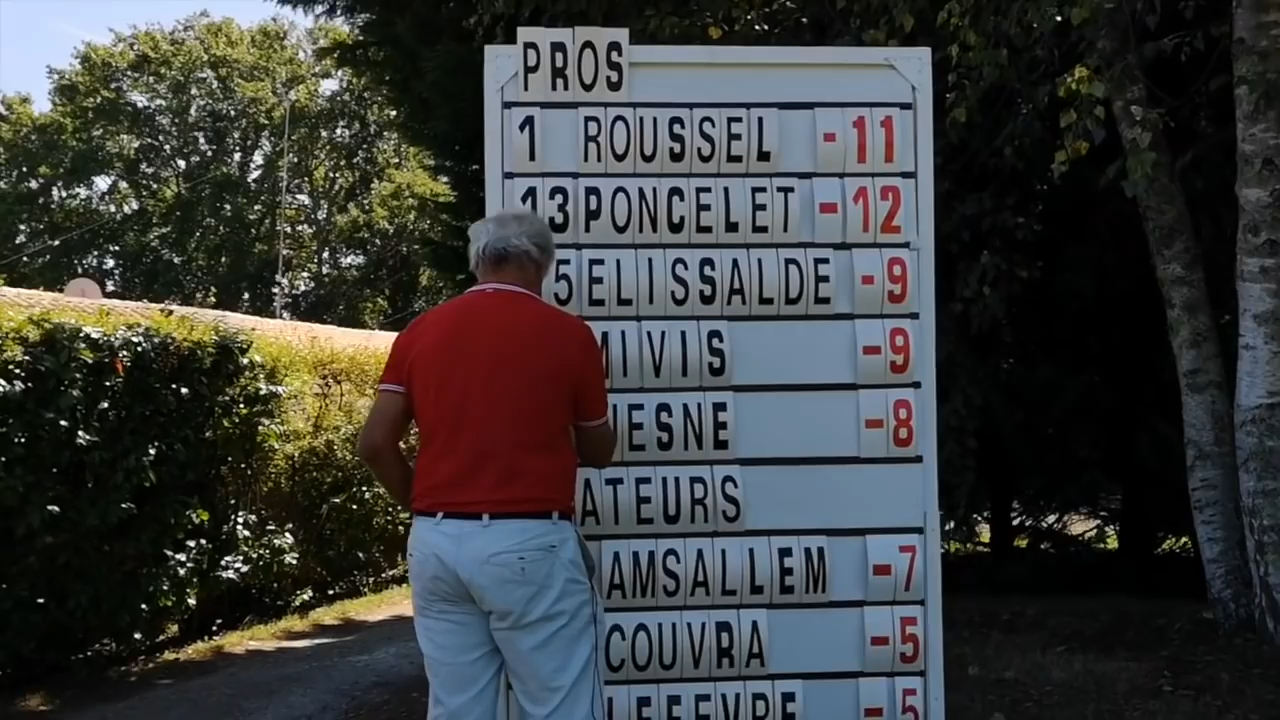 PROS
1 ROUSSEL -11
13 PONCELET -12
5 ELISSALDE -9
MIVIS -9
UESNE -8
ATEURS
AMSALLEM -7
COUVRA -5
LEFEVRE -5